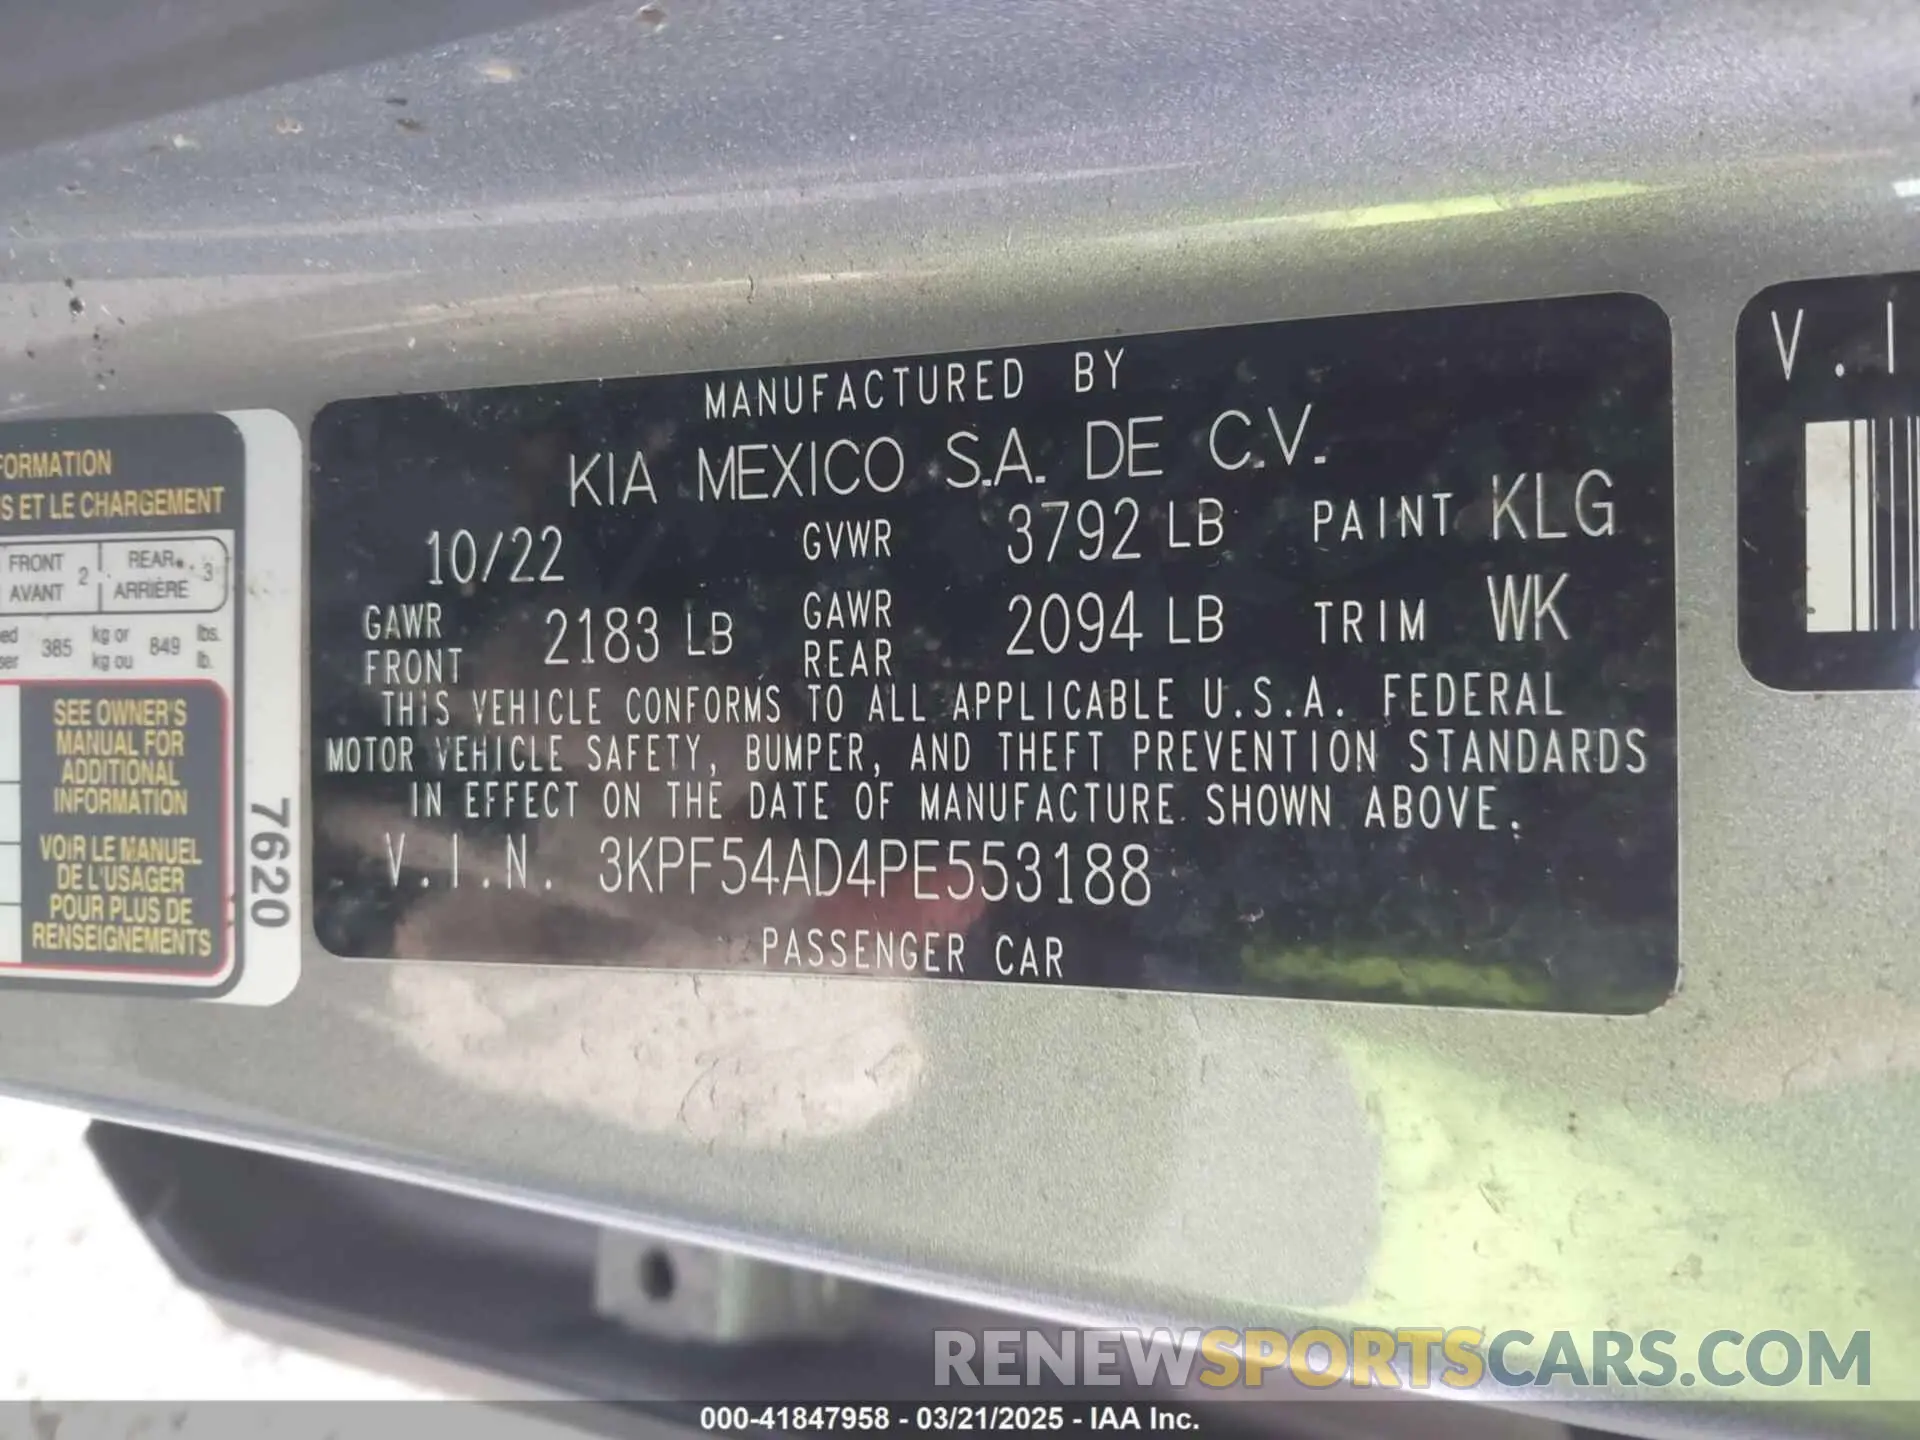 MANUFACTURED BY
KIA MEXICO S.A. DE C.V.
10/22 GVWR 3792 LB PAINT KLG
GAWR FRONT 2183 LB GAWR REAR 2094 LB TRIM WK
THIS VEHICLE CONFORMS TO ALL APPLICABLE U.S.A. FEDERAL
MOTOR VEHICLE SAFETY, BUMPER, AND THEFT PREVENTION STANDARDS
IN EFFECT ON THE DATE OF MANUFACTURE SHOWN ABOVE.
V.I.N. 3KPF54AD4PE553188
PASSENGER CAR
FORMATION
S ET LE CHARGEMENT
FRONT 2 REAR 3
AVANT ARRIÈRE
385 kg or 849 lbs.
kg ou lb.
SEE OWNER'S
MANUAL FOR
ADDITIONAL
INFORMATION
VOIR LE MANUEL
DE L'USAGER
POUR PLUS DE
RENSEIGNEMENTS
7620
V.I
RENEWSPORTSCARS.COM
000-41847958 - 03/21/2025 - IAA Inc.